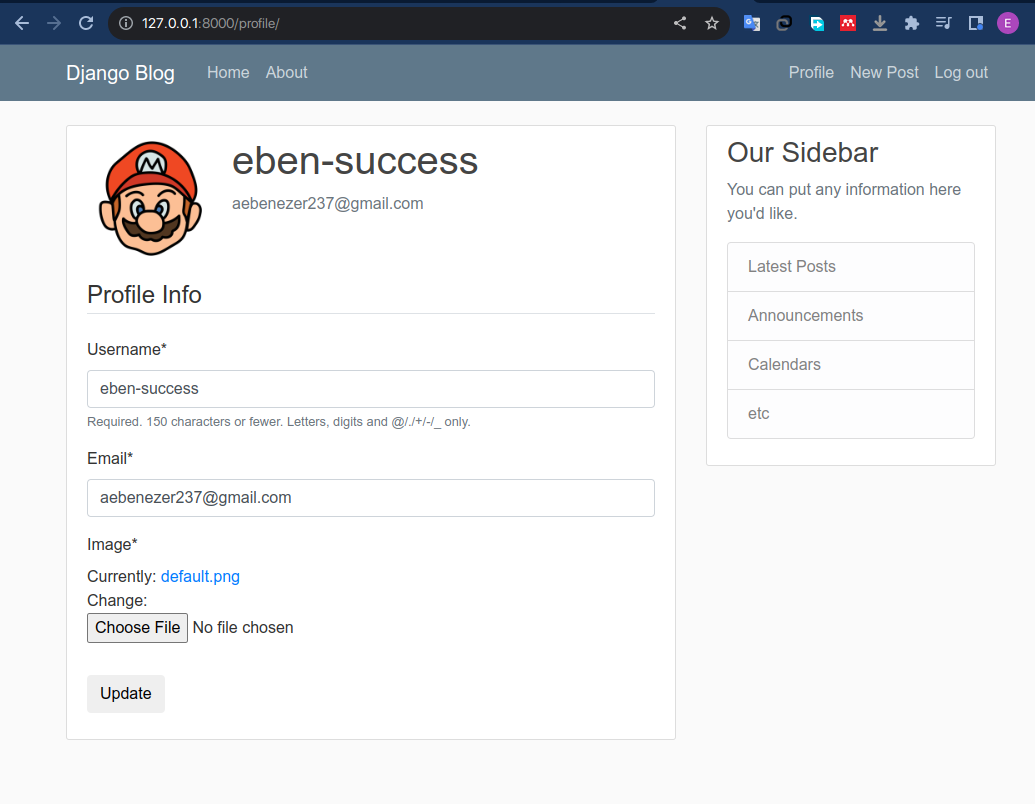 127.0.0.1:8000/profile/
E
Django Blog Home About Profile New Post Log out
M
eben-success
aebenezer237@gmail.com
Profile Info
Username*
eben-success
Required. 150 characters or fewer. Letters, digits and @/./+/-/_ only.
Email*
aebenezer237@gmail.com
Image*
Currently: default.png
Change:
Choose File No file chosen
Update
Our Sidebar
You can put any information here
you'd like.
Latest Posts
Announcements
Calendars
etc